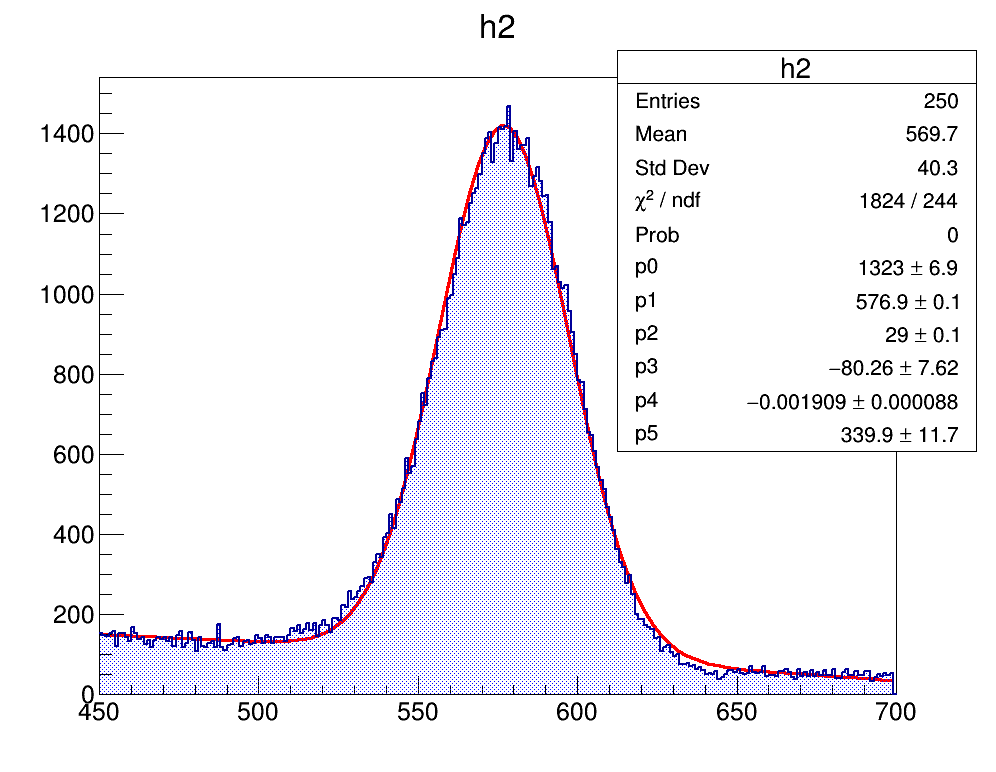 h2
h2
Entries 250
Mean 569.7
Std Dev 40.3
χ² / ndf 1824 / 244
Prob 0
p0 1323 ± 6.9
p1 576.9 ± 0.1
p2 29 ± 0.1
p3 −80.26 ± 7.62
p4 −0.001909 ± 0.000088
p5 339.9 ± 11.7
1400
1200
1000
800
600
400
200
0
450 500 550 600 650 700